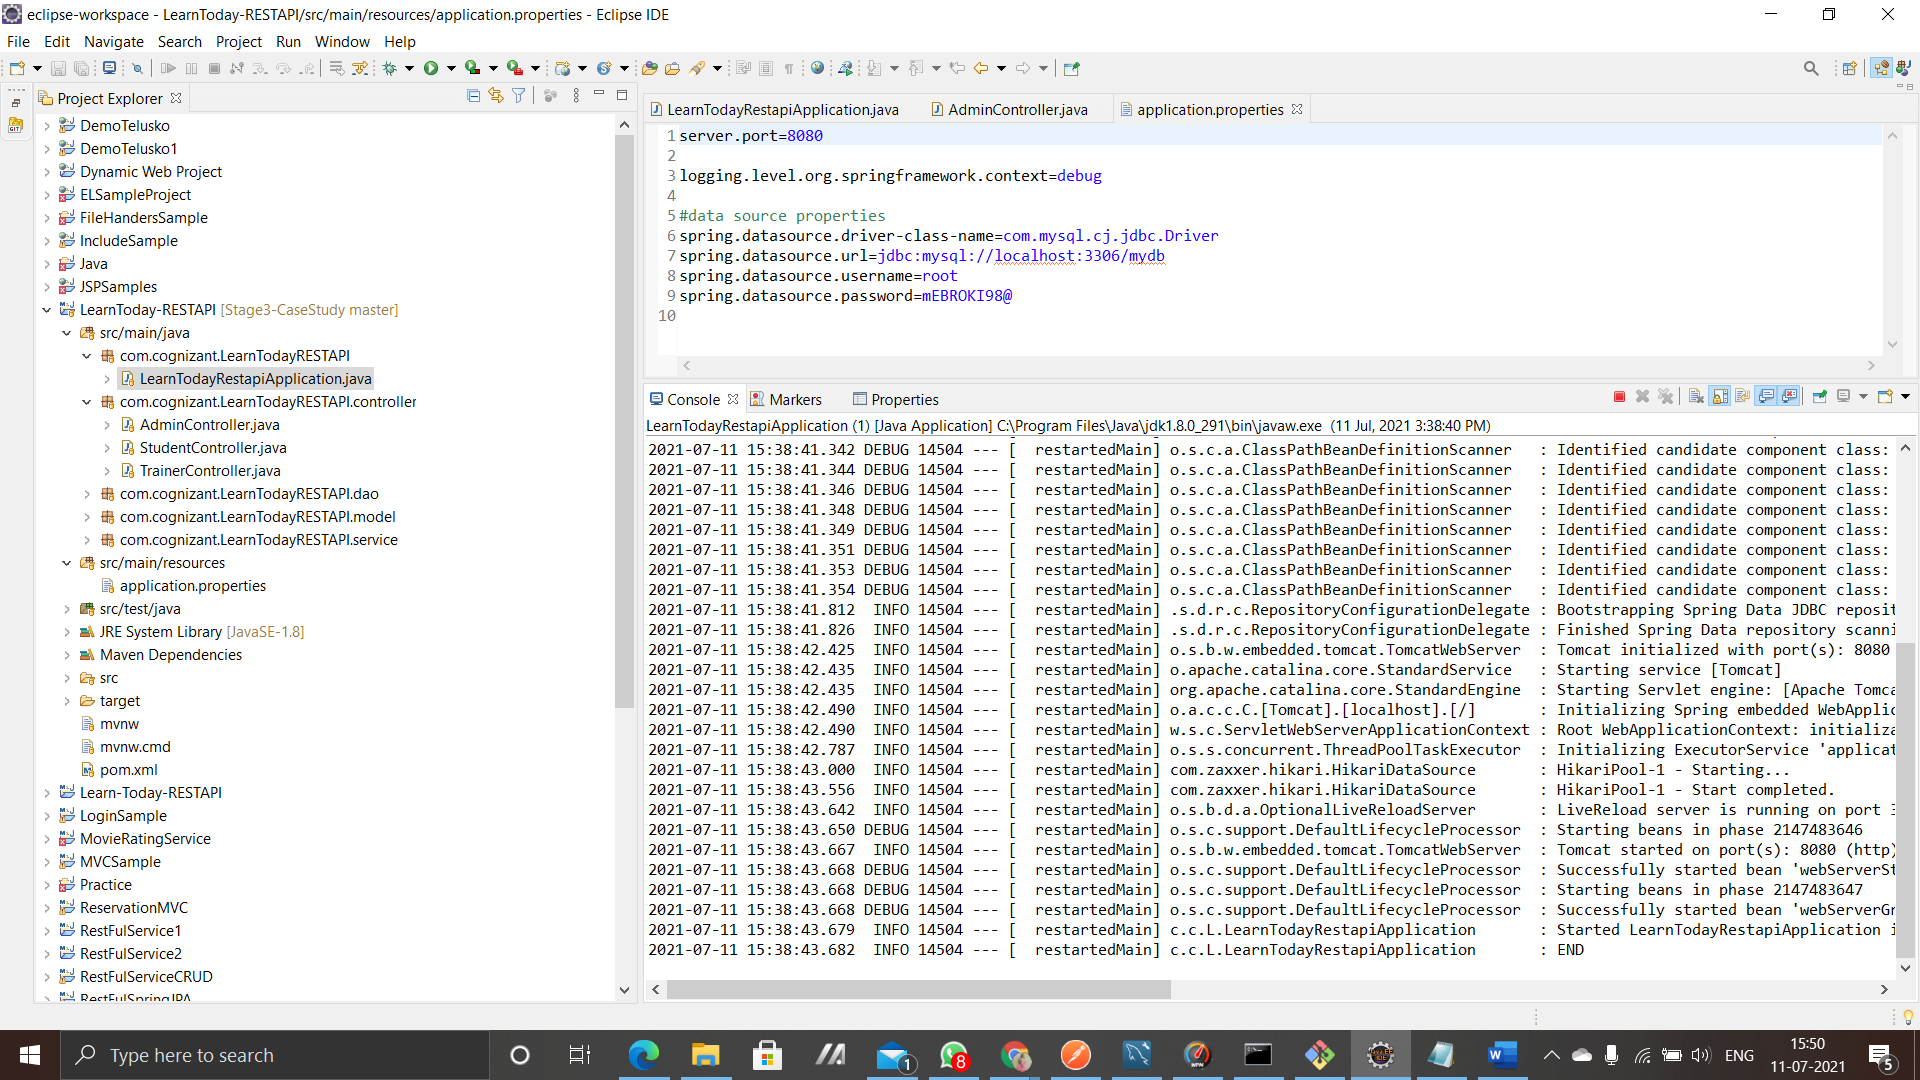 eclipse-workspace - LearnToday-RESTAPI/src/main/resources/application.properties - Eclipse IDE
File Edit Navigate Search Project Run Window Help
Project Explorer
DemoTelusko
DemoTelusko1
Dynamic Web Project
ELSampleProject
FileHandersSample
IncludeSample
Java
JSPSamples
LearnToday-RESTAPI [Stage3-CaseStudy master]
src/main/java
com.cognizant.LearnTodayRESTAPI
LearnTodayRestapiApplication.java
com.cognizant.LearnTodayRESTAPI.controller
AdminController.java
StudentController.java
TrainerController.java
com.cognizant.LearnTodayRESTAPI.dao
com.cognizant.LearnTodayRESTAPI.model
com.cognizant.LearnTodayRESTAPI.service
src/main/resources
application.properties
src/test/java
JRE System Library [JavaSE-1.8]
Maven Dependencies
src
target
mvnw
mvnw.cmd
pom.xml
Learn-Today-RESTAPI
LoginSample
MovieRatingService
MVCSample
Practice
ReservationMVC
RestFulService1
RestFulService2
RestFulServiceCRUD
RestFulSpringJPA
LearnTodayRestapiApplication.java AdminController.java application.properties
1 server.port=8080
2
3 logging.level.org.springframework.context=debug
4
5 #data source properties
6 spring.datasource.driver-class-name=com.mysql.cj.jdbc.Driver
7 spring.datasource.url=jdbc:mysql://localhost:3306/mydb
8 spring.datasource.username=root
9 spring.datasource.password=mEBROKI98@
10
Console Markers Properties
LearnTodayRestapiApplication (1) [Java Application] C:\Program Files\Java\jdk1.8.0_291\bin\javaw.exe (11 Jul, 2021 3:38:40 PM)
2021-07-11 15:38:41.342 DEBUG 14504 --- [ restartedMain] o.s.c.a.ClassPathBeanDefinitionScanner : Identified candidate component class:
2021-07-11 15:38:41.344 DEBUG 14504 --- [ restartedMain] o.s.c.a.ClassPathBeanDefinitionScanner : Identified candidate component class:
2021-07-11 15:38:41.346 DEBUG 14504 --- [ restartedMain] o.s.c.a.ClassPathBeanDefinitionScanner : Identified candidate component class:
2021-07-11 15:38:41.348 DEBUG 14504 --- [ restartedMain] o.s.c.a.ClassPathBeanDefinitionScanner : Identified candidate component class:
2021-07-11 15:38:41.349 DEBUG 14504 --- [ restartedMain] o.s.c.a.ClassPathBeanDefinitionScanner : Identified candidate component class:
2021-07-11 15:38:41.351 DEBUG 14504 --- [ restartedMain] o.s.c.a.ClassPathBeanDefinitionScanner : Identified candidate component class:
2021-07-11 15:38:41.353 DEBUG 14504 --- [ restartedMain] o.s.c.a.ClassPathBeanDefinitionScanner : Identified candidate component class:
2021-07-11 15:38:41.354 DEBUG 14504 --- [ restartedMain] o.s.c.a.ClassPathBeanDefinitionScanner : Identified candidate component class:
2021-07-11 15:38:41.812 INFO 14504 --- [ restartedMain] .s.d.r.c.RepositoryConfigurationDelegate : Bootstrapping Spring Data JDBC reposit
2021-07-11 15:38:41.826 INFO 14504 --- [ restartedMain] .s.d.r.c.RepositoryConfigurationDelegate : Finished Spring Data repository scanni
2021-07-11 15:38:42.425 INFO 14504 --- [ restartedMain] o.s.b.w.embedded.tomcat.TomcatWebServer : Tomcat initialized with port(s): 8080
2021-07-11 15:38:42.435 INFO 14504 --- [ restartedMain] o.apache.catalina.core.StandardService : Starting service [Tomcat]
2021-07-11 15:38:42.435 INFO 14504 --- [ restartedMain] org.apache.catalina.core.StandardEngine : Starting Servlet engine: [Apache Tomca
2021-07-11 15:38:42.490 INFO 14504 --- [ restartedMain] o.a.c.c.C.[Tomcat].[localhost].[/] : Initializing Spring embedded WebApplic
2021-07-11 15:38:42.490 INFO 14504 --- [ restartedMain] w.s.c.ServletWebServerApplicationContext : Root WebApplicationContext: initializa
2021-07-11 15:38:42.787 INFO 14504 --- [ restartedMain] o.s.s.concurrent.ThreadPoolTaskExecutor : Initializing ExecutorService 'applicat
2021-07-11 15:38:43.000 INFO 14504 --- [ restartedMain] com.zaxxer.hikari.HikariDataSource : HikariPool-1 - Starting...
2021-07-11 15:38:43.556 INFO 14504 --- [ restartedMain] com.zaxxer.hikari.HikariDataSource : HikariPool-1 - Start completed.
2021-07-11 15:38:43.642 INFO 14504 --- [ restartedMain] o.s.b.d.a.OptionalLiveReloadServer : LiveReload server is running on port 3
2021-07-11 15:38:43.650 DEBUG 14504 --- [ restartedMain] o.s.c.support.DefaultLifecycleProcessor : Starting beans in phase 2147483646
2021-07-11 15:38:43.667 INFO 14504 --- [ restartedMain] o.s.b.w.embedded.tomcat.TomcatWebServer : Tomcat started on port(s): 8080 (http)
2021-07-11 15:38:43.668 DEBUG 14504 --- [ restartedMain] o.s.c.support.DefaultLifecycleProcessor : Successfully started bean 'webServerSt
2021-07-11 15:38:43.668 DEBUG 14504 --- [ restartedMain] o.s.c.support.DefaultLifecycleProcessor : Starting beans in phase 2147483647
2021-07-11 15:38:43.668 DEBUG 14504 --- [ restartedMain] o.s.c.support.DefaultLifecycleProcessor : Successfully started bean 'webServerGr
2021-07-11 15:38:43.679 INFO 14504 --- [ restartedMain] c.c.L.LearnTodayRestapiApplication : Started LearnTodayRestapiApplication i
2021-07-11 15:38:43.682 INFO 14504 --- [ restartedMain] c.c.L.LearnTodayRestapiApplication : END
Type here to search
1
8
ENG
15:50
11-07-2021
5